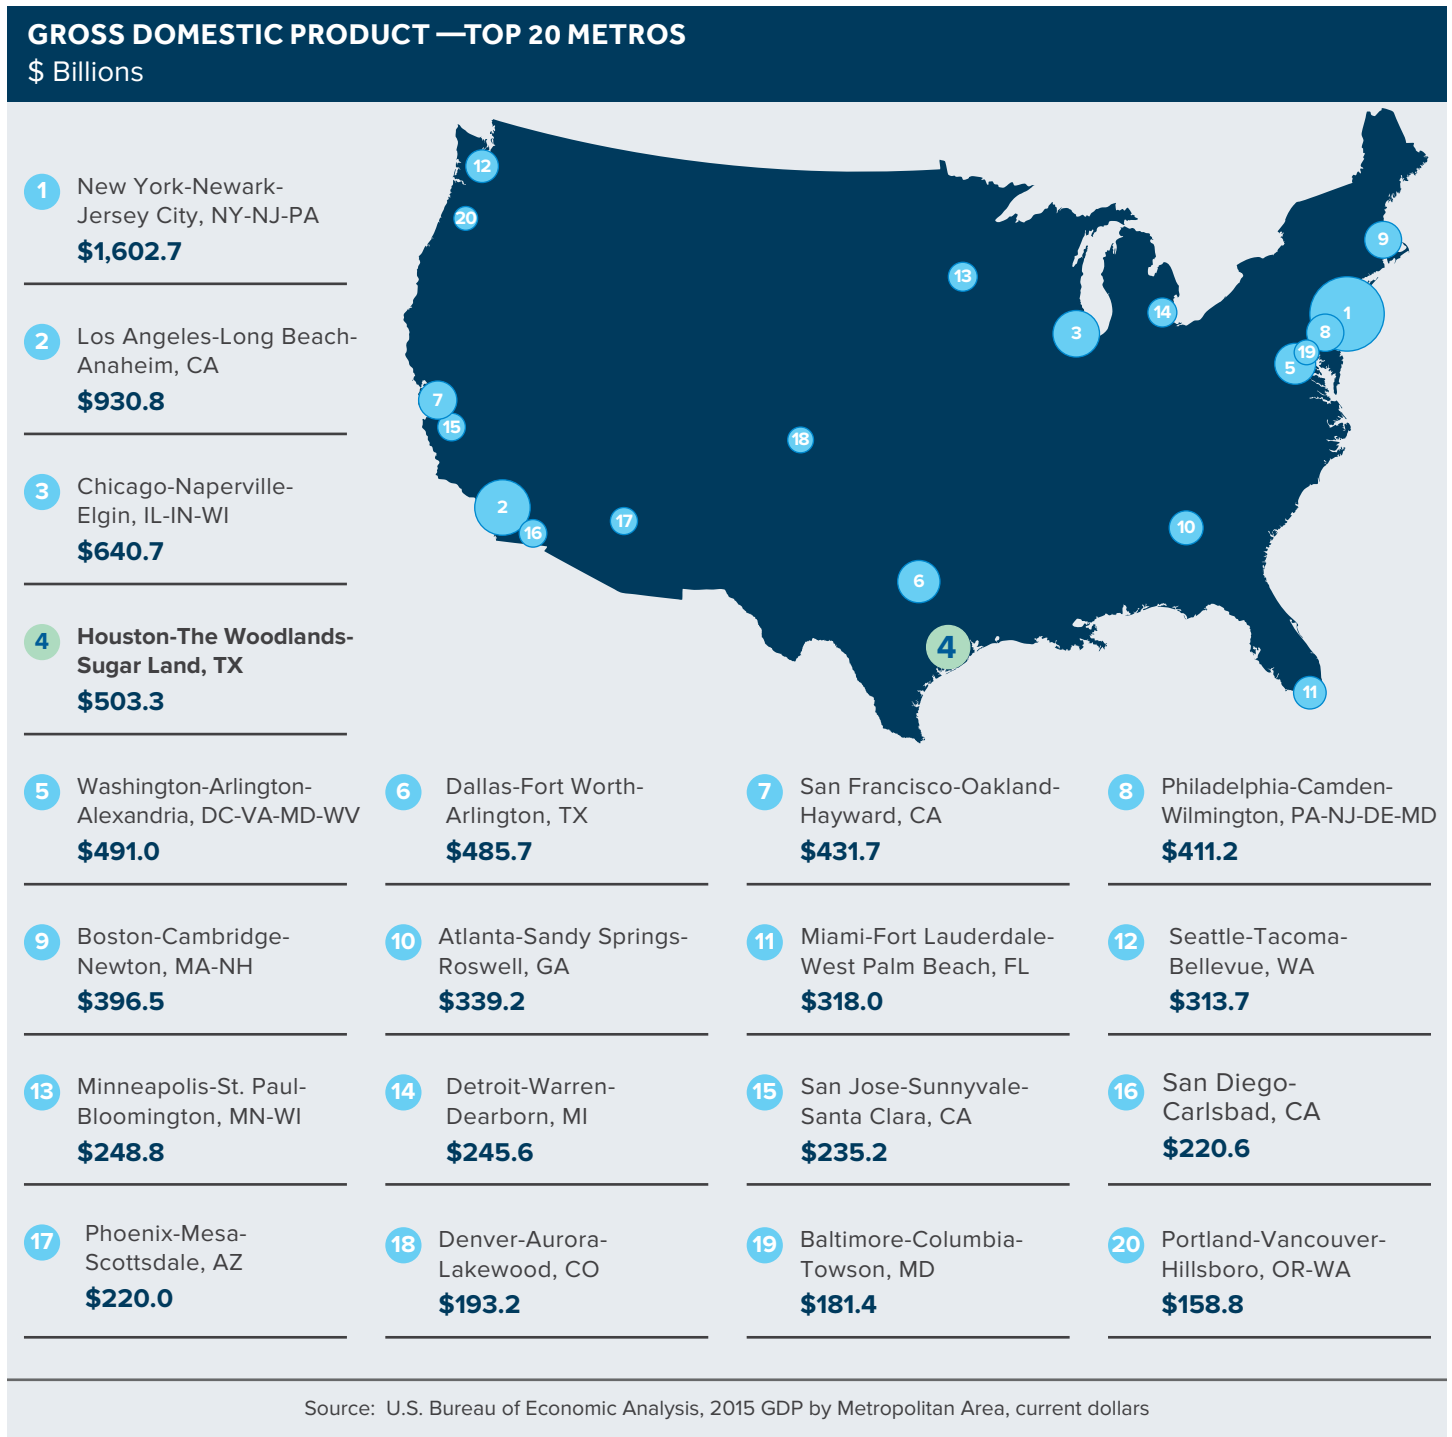 GROSS DOMESTIC PRODUCT —TOP 20 METROS
$ Billions
1
New York-Newark-
Jersey City, NY-NJ-PA
$1,602.7
2
Los Angeles-Long Beach-
Anaheim, CA
$930.8
3
Chicago-Naperville-
Elgin, IL-IN-WI
$640.7
4
Houston-The Woodlands-
Sugar Land, TX
$503.3
12
20
13
14
3
9
1
8
19
5
7
15
18
2
16
17
10
6
4
11
5
Washington-Arlington-
Alexandria, DC-VA-MD-WV
$491.0
6
Dallas-Fort Worth-
Arlington, TX
$485.7
7
San Francisco-Oakland-
Hayward, CA
$431.7
8
Philadelphia-Camden-
Wilmington, PA-NJ-DE-MD
$411.2
9
Boston-Cambridge-
Newton, MA-NH
$396.5
10
Atlanta-Sandy Springs-
Roswell, GA
$339.2
11
Miami-Fort Lauderdale-
West Palm Beach, FL
$318.0
12
Seattle-Tacoma-
Bellevue, WA
$313.7
13
Minneapolis-St. Paul-
Bloomington, MN-WI
$248.8
14
Detroit-Warren-
Dearborn, MI
$245.6
15
San Jose-Sunnyvale-
Santa Clara, CA
$235.2
16
San Diego-
Carlsbad, CA
$220.6
17
Phoenix-Mesa-
Scottsdale, AZ
$220.0
18
Denver-Aurora-
Lakewood, CO
$193.2
19
Baltimore-Columbia-
Towson, MD
$181.4
20
Portland-Vancouver-
Hillsboro, OR-WA
$158.8
Source: U.S. Bureau of Economic Analysis, 2015 GDP by Metropolitan Area, current dollars